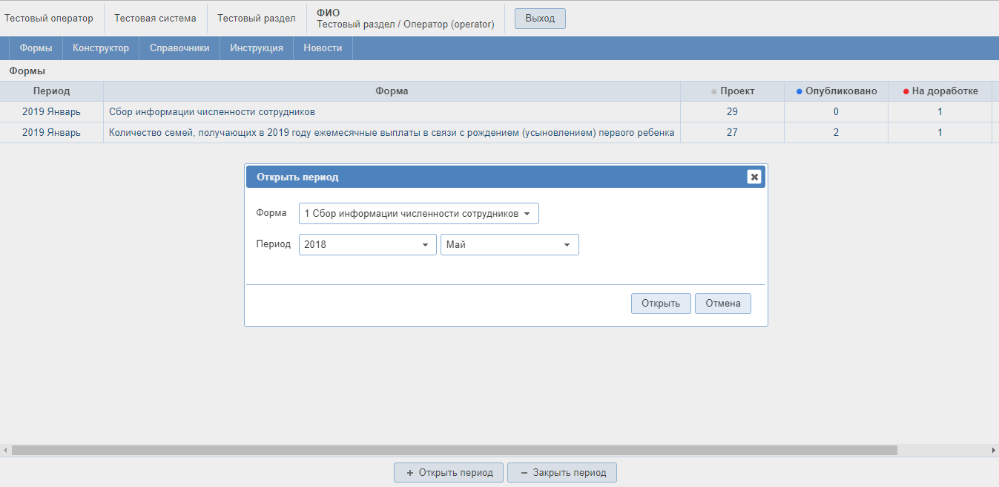 Тестовый оператор Тестовая система Тестовый раздел ФИО
Тестовый раздел / Оператор (operator) Выход
Формы Конструктор Справочники Инструкция Новости
Формы
Период Форма Проект Опубликовано На доработке
2019 Январь Сбор информации численности сотрудников 29 0 1
2019 Январь Количество семей, получающих в 2019 году ежемесячные выплаты в связи с рождением (усыновлением) первого ребенка 27 2 1
Открыть период
Форма 1 Сбор информации численности сотрудников
Период 2018 Май
Открыть Отмена
+ Открыть период − Закрыть период